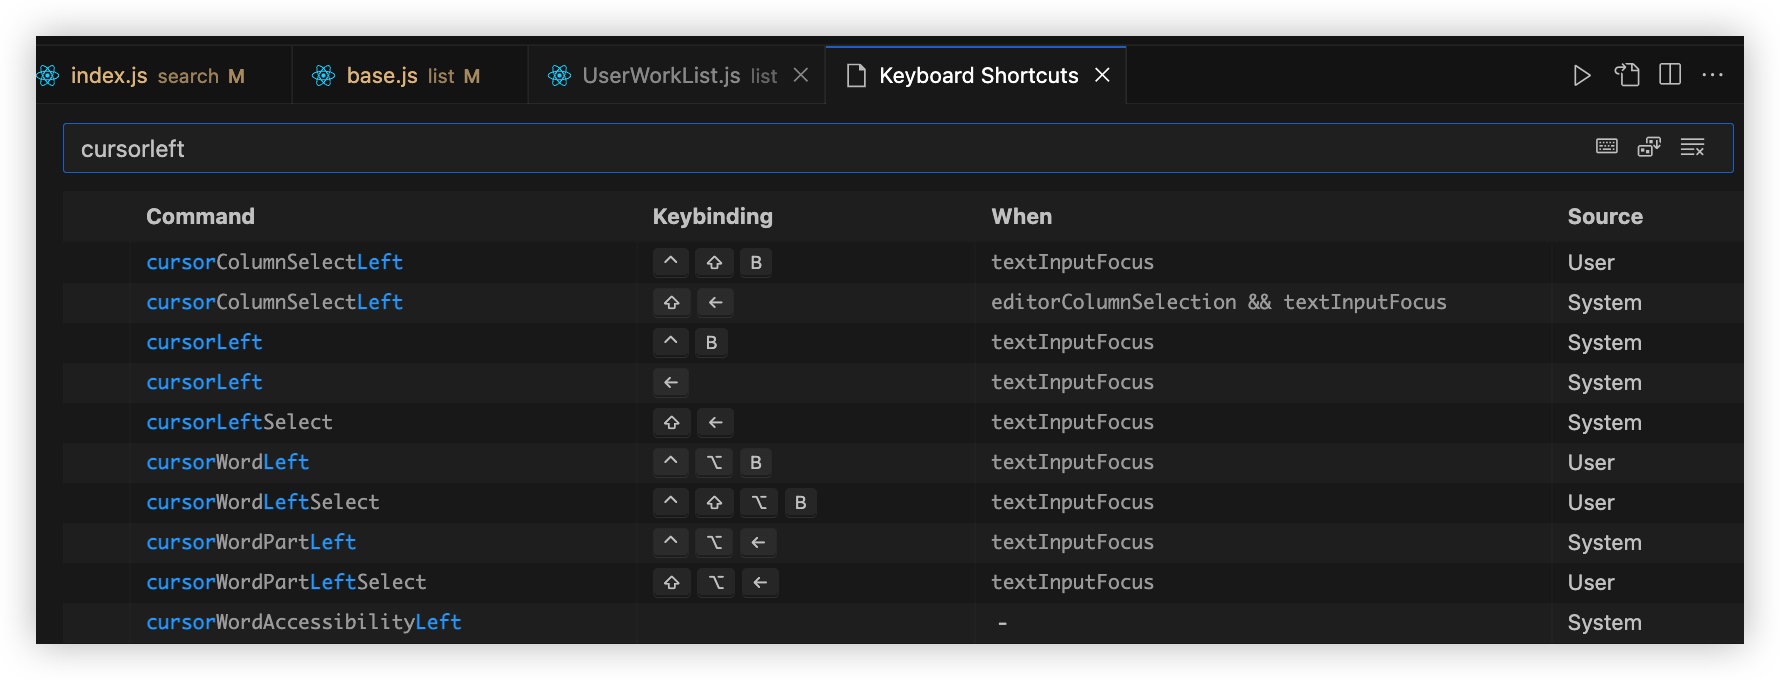 index.js search M base.js list M UserWorkList.js list × Keyboard Shortcuts ×
cursorleft
Command Keybinding When Source
cursorColumnSelectLeft ^ ⇧ B textInputFocus User
cursorColumnSelectLeft ⇧ ← editorColumnSelection && textInputFocus System
cursorLeft ^ B textInputFocus System
cursorLeft ← textInputFocus System
cursorLeftSelect ⇧ ← textInputFocus System
cursorWordLeft ^ ⌥ B textInputFocus User
cursorWordLeftSelect ^ ⇧ ⌥ B textInputFocus User
cursorWordPartLeft ^ ⌥ ← textInputFocus System
cursorWordPartLeftSelect ⇧ ⌥ ← textInputFocus User
cursorWordAccessibilityLeft - System